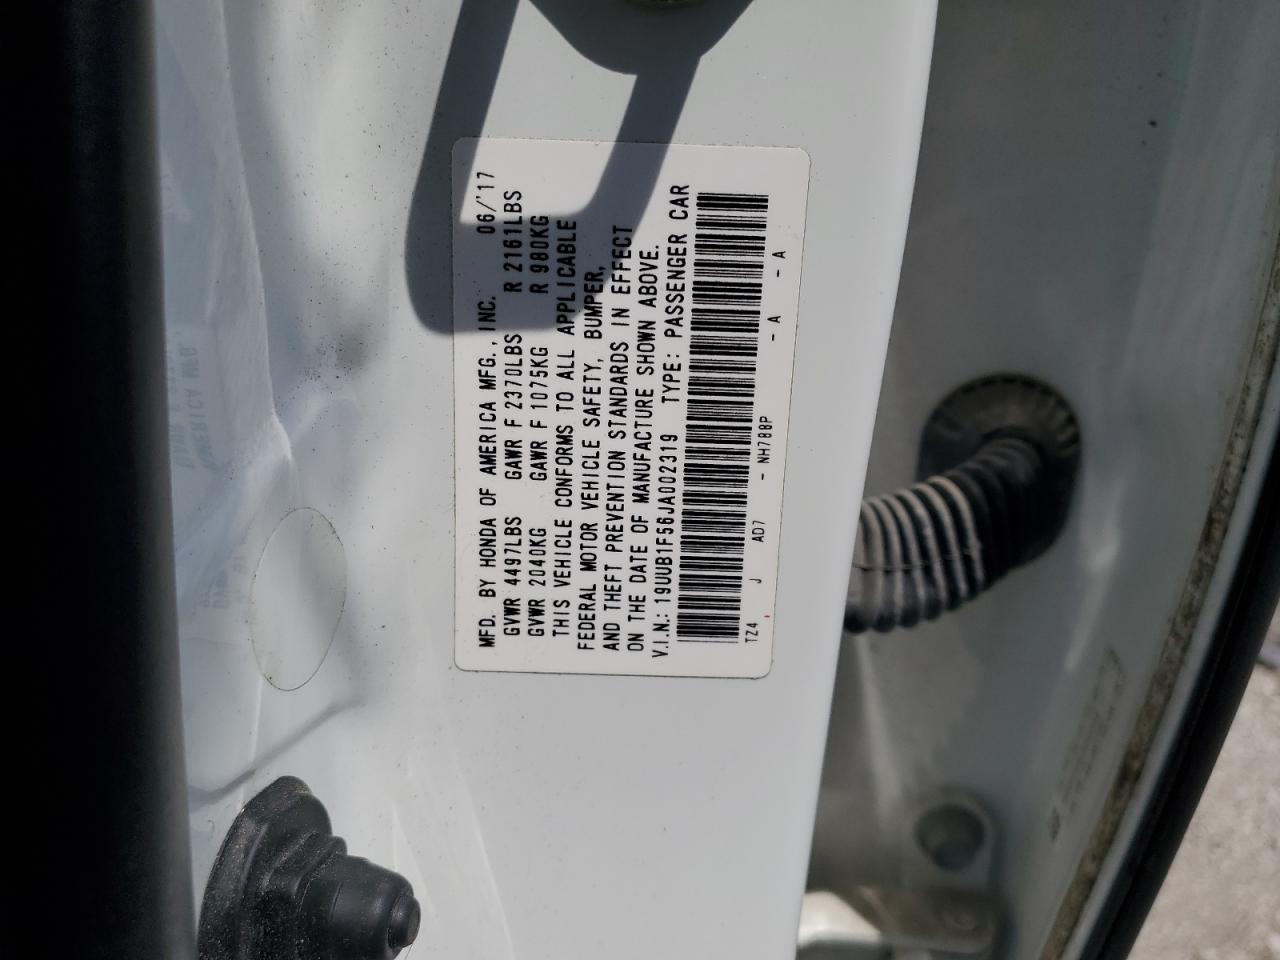 MFD. BY HONDA OF AMERICA MFG., INC. 06/'17
GVWR 4497LBS GAWR F 2370LBS R 2161LBS
GVWR 2040KG GAWR F 1075KG R 980KG
THIS VEHICLE CONFORMS TO ALL APPLICABLE
FEDERAL MOTOR VEHICLE SAFETY, BUMPER,
AND THEFT PREVENTION STANDARDS IN EFFECT
ON THE DATE OF MANUFACTURE SHOWN ABOVE.
V.I.N.: 19UUB1F56JA002319 TYPE: PASSENGER CAR
TZ4 J AD7 - NH788P - A - A